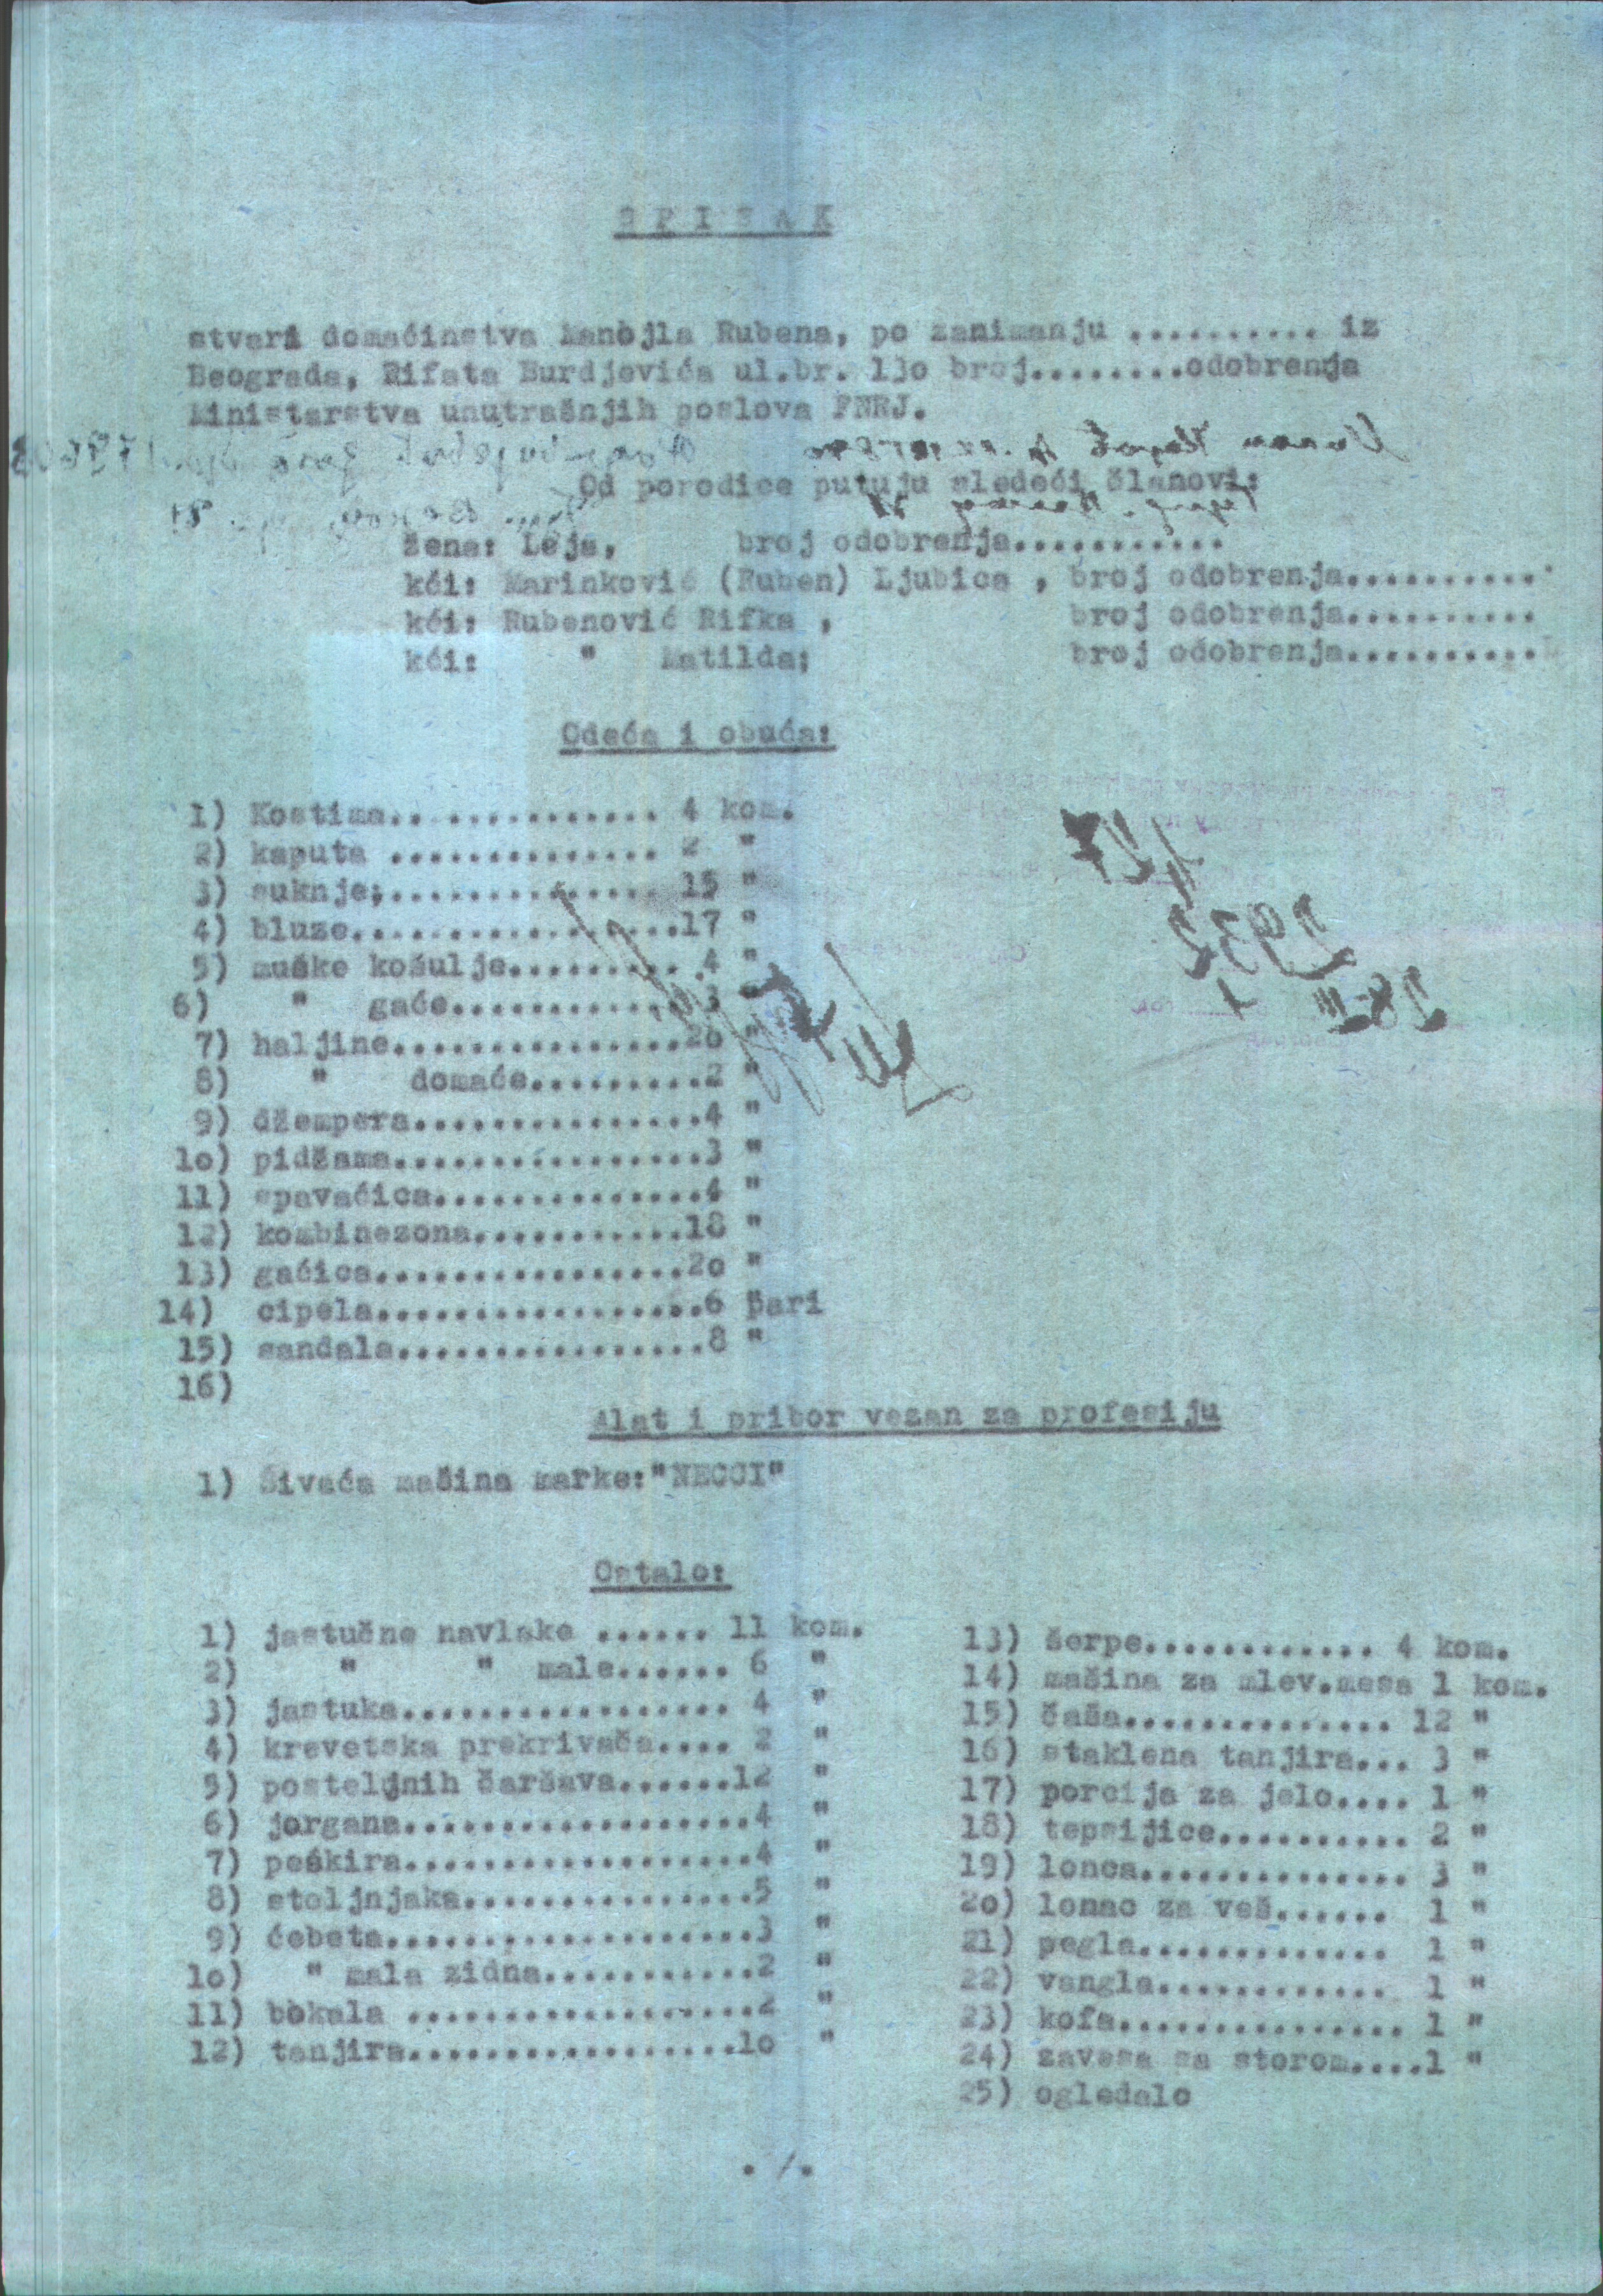 S P I S A K
stvari domaćinstva Manojla Rubena, po zanimanju .......... iz
Beograda, Rifata Burdjevića ul.br. 13o broj........odobrenja
Ministarstva unutrašnjih poslova FNRJ.
Od porodice putuju sledeći članovi:
žena: Leja, broj odobrenja...........
kći: Marinković (Ruben) Ljubica , broj odobrenja..........
kći: Rubenović Rifka , broj odobrenja..........
kći: " Matilda; broj odobrenja..........
Odeća i obuća:
1) Kostima.............. 4 kom.
2) kaputa .............. 2 "
3) suknje;.............. 15 "
4) bluze.................17 "
5) muške košulje......... 4 "
6) " gaće............. 3 "
7) haljine...............2o "
8) " domaće.........2 "
9) džempera...............4 "
1o) pidžama................3 "
11) spavaćica..............4 "
12) kombinezona...........18 "
13) gaćica................2o "
14) cipela.................6 pari
15) sandala................8 "
16)
Alat i pribor vezan za profesiju
1) Šivaća mašina marke:"NECCI"
Ostalo:
1) jastučne navlake ...... 11 kom.
2) " " male...... 6 "
3) jastuka................. 4 "
4) krevetska prekrivača.... 2 "
5) posteljnih čaršava......12 "
6) jorgana..................4 "
7) peškira..................4 "
8) stoljnjaka...............5 "
9) ćebeta...................3 "
1o) " mala zidna...........2 "
11) bokala ..................2 "
12) tanjira.................1o "
13) šerpe............ 4 kom.
14) mašina za mlev.mesa 1 kom.
15) čaša.............. 12 "
16) staklena tanjira... 3 "
17) porcija za jelo.... 1 "
18) tepsijice.......... 2 "
19) lonca.............. 3 "
2o) lonac za veš...... 1 "
21) pegla............. 1 "
22) vangla............ 1 "
23) kofa............... 1 "
24) zavesa sa storom....1 "
25) ogledalo
. / .